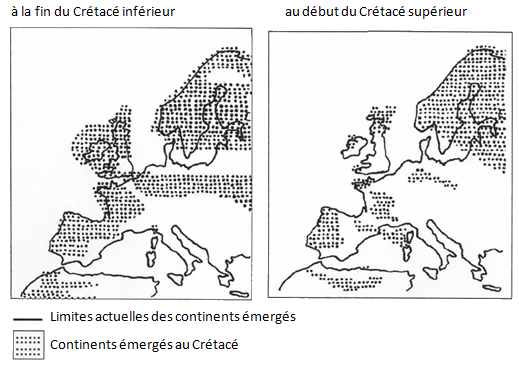 à la fin du Crétacé inférieur
au début du Crétacé supérieur
Limites actuelles des continents émergés
Continents émergés au Crétacé